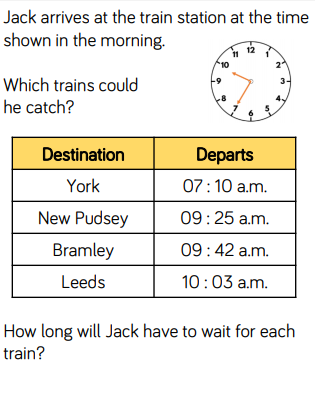 Jack arrives at the train station at the time
shown in the morning.
Which trains could
he catch?
12
1
2
3
4
5
6
7
8
9
10
11
Destination Departs
York 07 : 10 a.m.
New Pudsey 09 : 25 a.m.
Bramley 09 : 42 a.m.
Leeds 10 : 03 a.m.
How long will Jack have to wait for each
train?